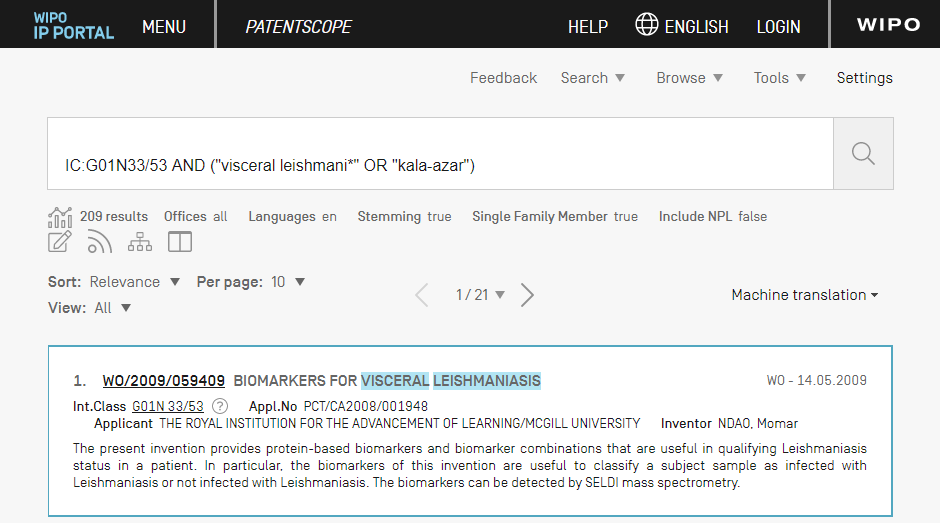 WIPO
IP PORTAL MENU PATENTSCOPE HELP ENGLISH LOGIN WIPO
Feedback Search Browse Tools Settings
IC:G01N33/53 AND ("visceral leishmani*" OR "kala-azar")
209 results Offices all Languages en Stemming true Single Family Member true Include NPL false
Sort: Relevance Per page: 10
1 / 21
Machine translation
View: All
1. WO/2009/059409 BIOMARKERS FOR VISCERAL LEISHMANIASIS WO - 14.05.2009
Int.Class G01N 33/53 ? Appl.No PCT/CA2008/001948
Applicant THE ROYAL INSTITUTION FOR THE ADVANCEMENT OF LEARNING/MCGILL UNIVERSITY Inventor NDAO, Momar
The present invention provides protein-based biomarkers and biomarker combinations that are useful in qualifying Leishmaniasis
status in a patient. In particular, the biomarkers of this invention are useful to classify a subject sample as infected with
Leishmaniasis or not infected with Leishmaniasis. The biomarkers can be detected by SELDI mass spectrometry.